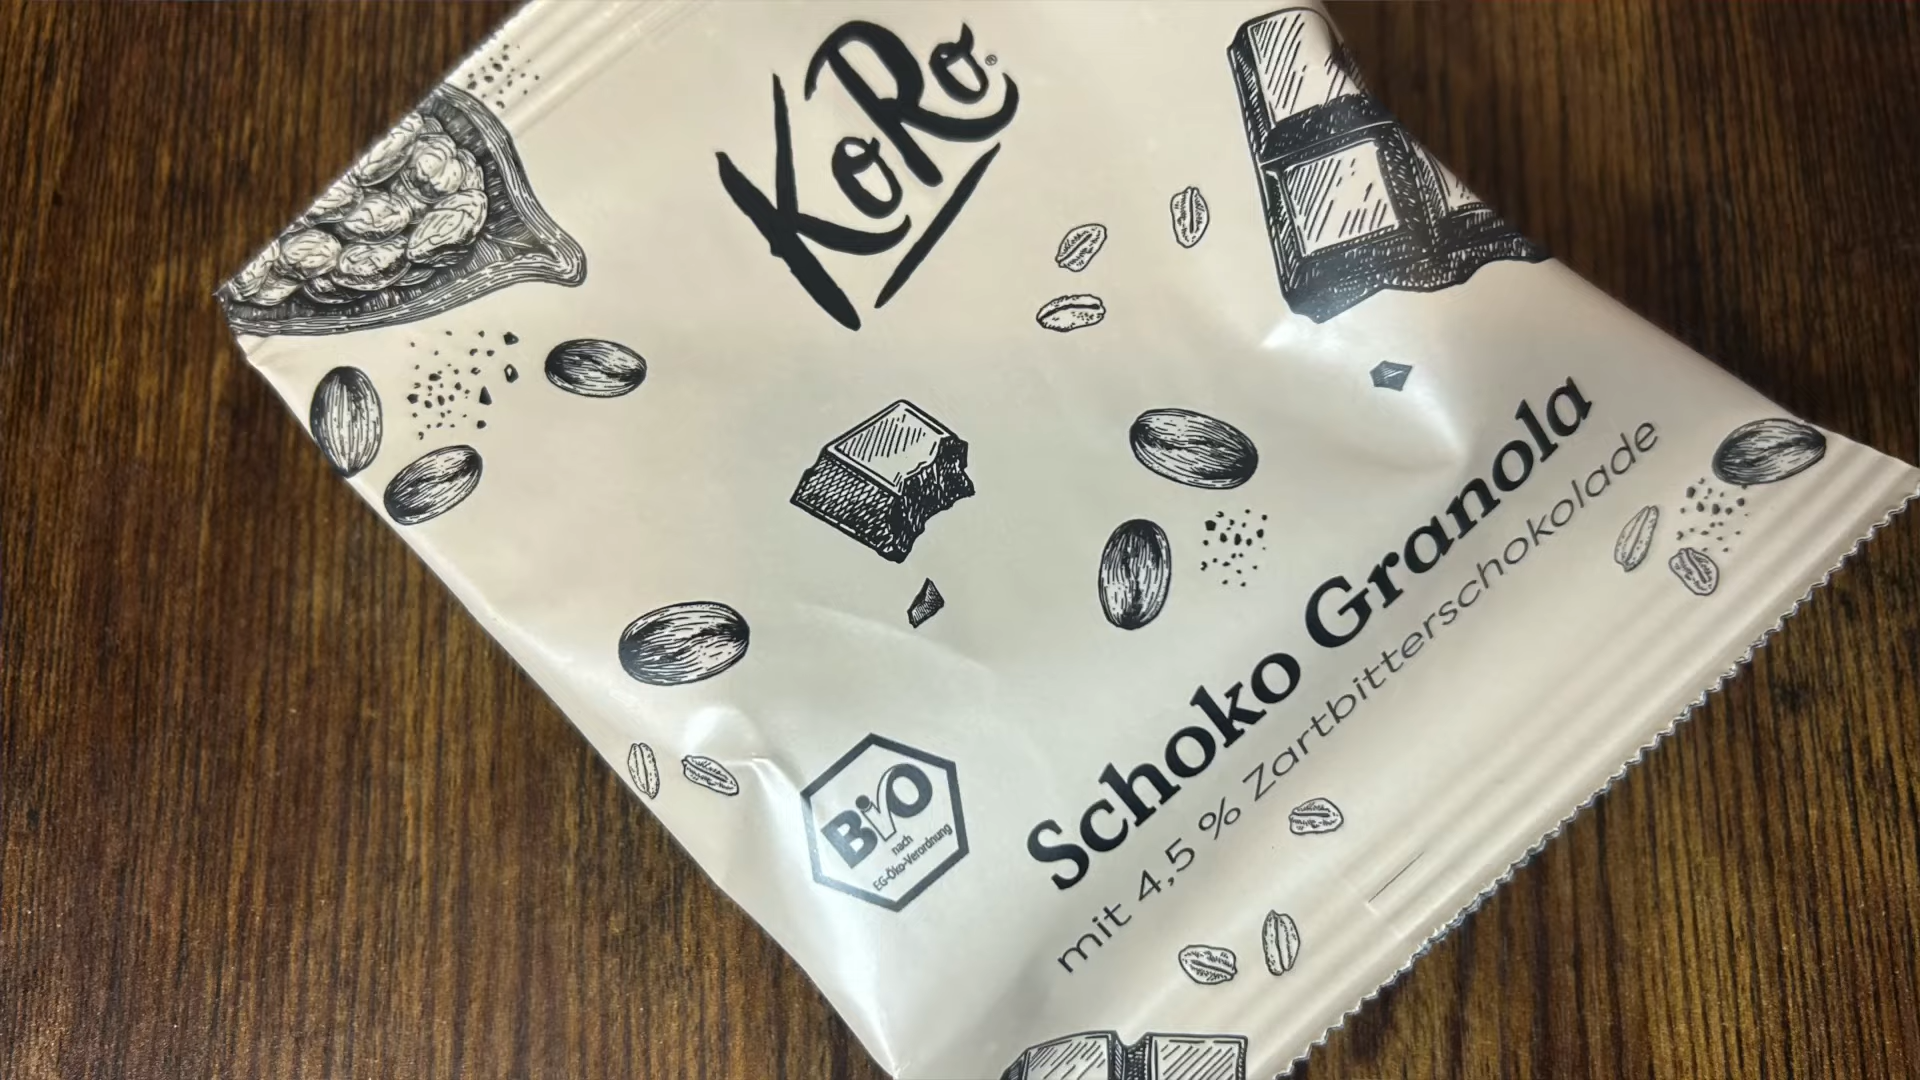 KoRo®
Schoko Granola
mit 4,5 % Zartbitterschokolade
Bio
nach
EG-Öko-Verordnung